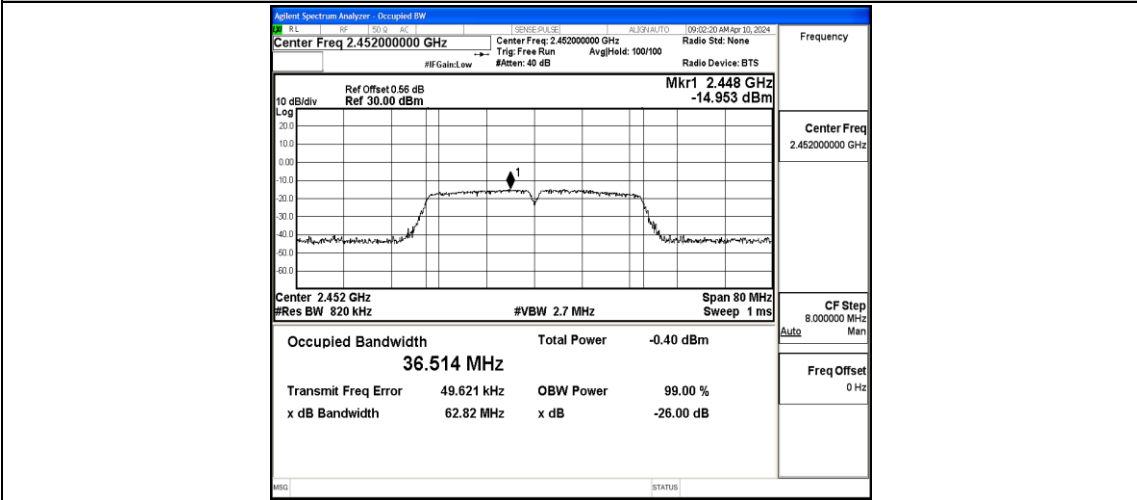 Agilent Spectrum Analyzer - Occupied BW
RL RF 50 Ω AC SENSE:PULSE ALIGN AUTO 09:02:20 AM Apr 10, 2024
Center Freq 2.452000000 GHz
Center Freq: 2.452000000 GHz
Radio Std: None
Trig: Free Run Avg|Hold: 100/100
#IFGain:Low
#Atten: 40 dB
Radio Device: BTS
Frequency
Ref Offset 0.56 dB
10 dB/div Ref 30.00 dBm
Mkr1 2.448 GHz
-14.953 dBm
Log
20.0
10.0
0.00
-10.0
-20.0
-30.0
-40.0
-50.0
-60.0
1
Center 2.452 GHz
Span 80 MHz
#Res BW 820 kHz
#VBW 2.7 MHz
Sweep 1 ms
Occupied Bandwidth
36.514 MHz
Total Power -0.40 dBm
Transmit Freq Error 49.621 kHz
OBW Power 99.00 %
x dB Bandwidth 62.82 MHz
x dB -26.00 dB
Center Freq
2.452000000 GHz
CF Step
8.000000 MHz
Auto Man
Freq Offset
0 Hz
MSG
STATUS